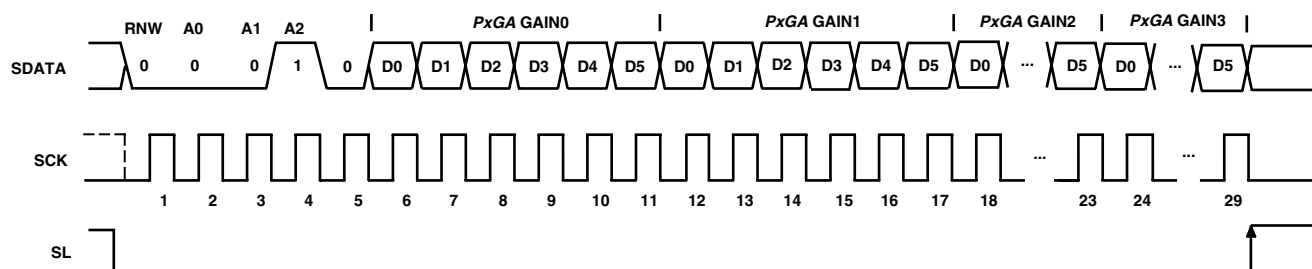 PxGA GAIN0 PxGA GAIN1 PxGA GAIN2 PxGA GAIN3
RNW A0 A1 A2
SDATA 0 0 0 1 0 D0 D1 D2 D3 D4 D5 D0 D1 D2 D3 D4 D5 D0 ... D5 D0 ... D5
SCK ... ...
1 2 3 4 5 6 7 8 9 10 11 12 13 14 15 16 17 18 23 24 29
SL